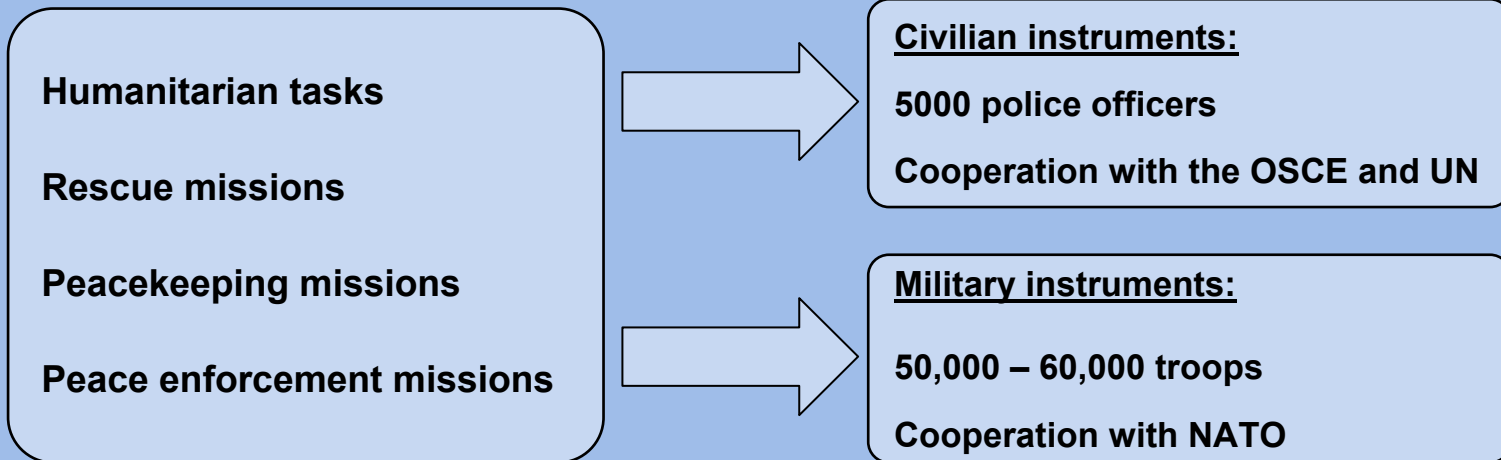 Humanitarian tasks
Rescue missions
Peacekeeping missions
Peace enforcement missions
Civilian instruments:
5000 police officers
Cooperation with the OSCE and UN
Military instruments:
50,000 – 60,000 troops
Cooperation with NATO